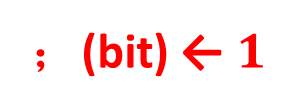 ；(bit) ← 1